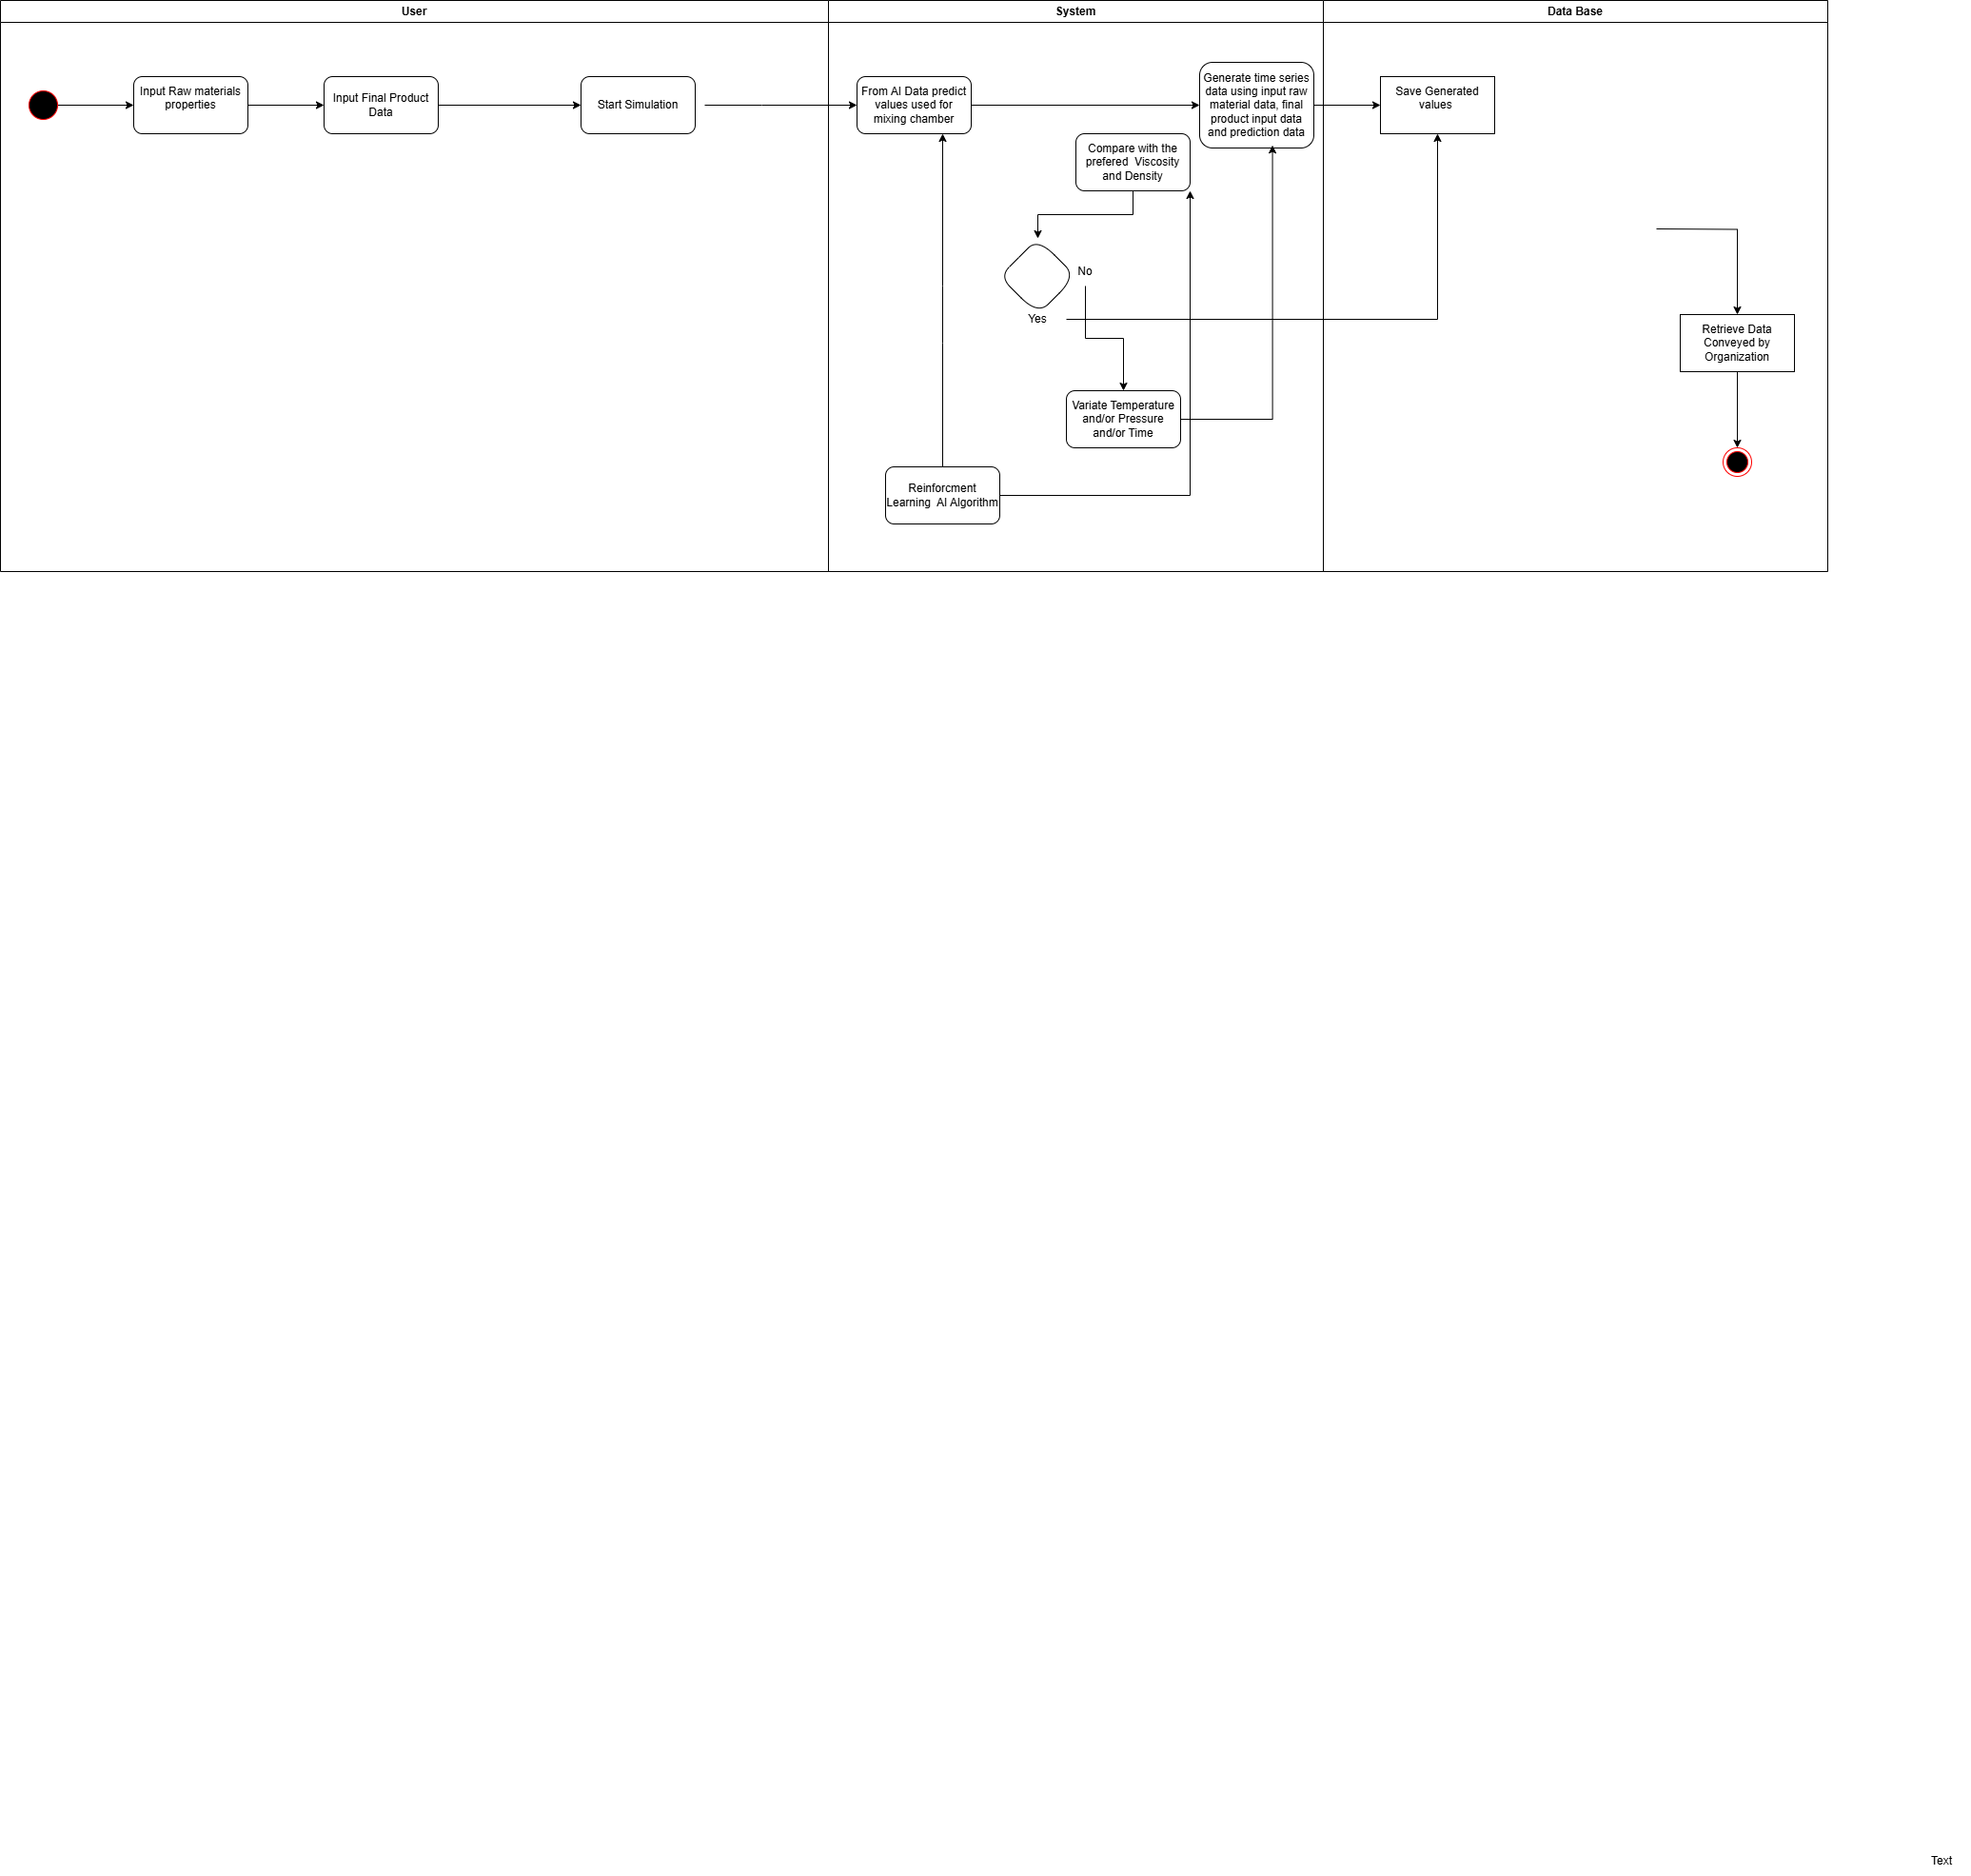 User
System
Data Base
Input Raw materials
properties
Input Final Product
Data
Start Simulation
From AI Data predict
values used for
mixing chamber
Generate time series
data using input raw
material data, final
product input data
and prediction data
Save Generated
values
Compare with the
prefered  Viscosity
and Density
No
Yes
Retrieve Data
Conveyed by
Organization
Variate Temperature
and/or Pressure
and/or Time
Reinforcment
Learning  AI Algorithm
Text